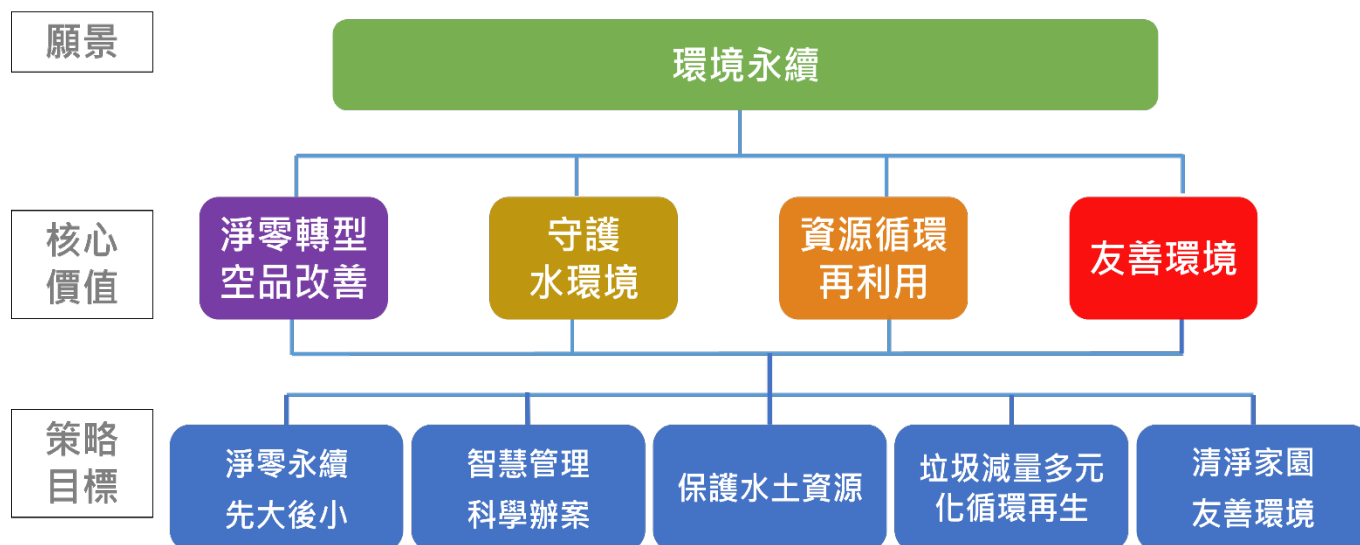 願景
環境永續
核心
價值
淨零轉型
空品改善
守護
水環境
資源循環
再利用
友善環境
策略
目標
淨零永續
先大後小
智慧管理
科學辦案
保護水土資源
垃圾減量多元
化循環再生
清淨家園
友善環境